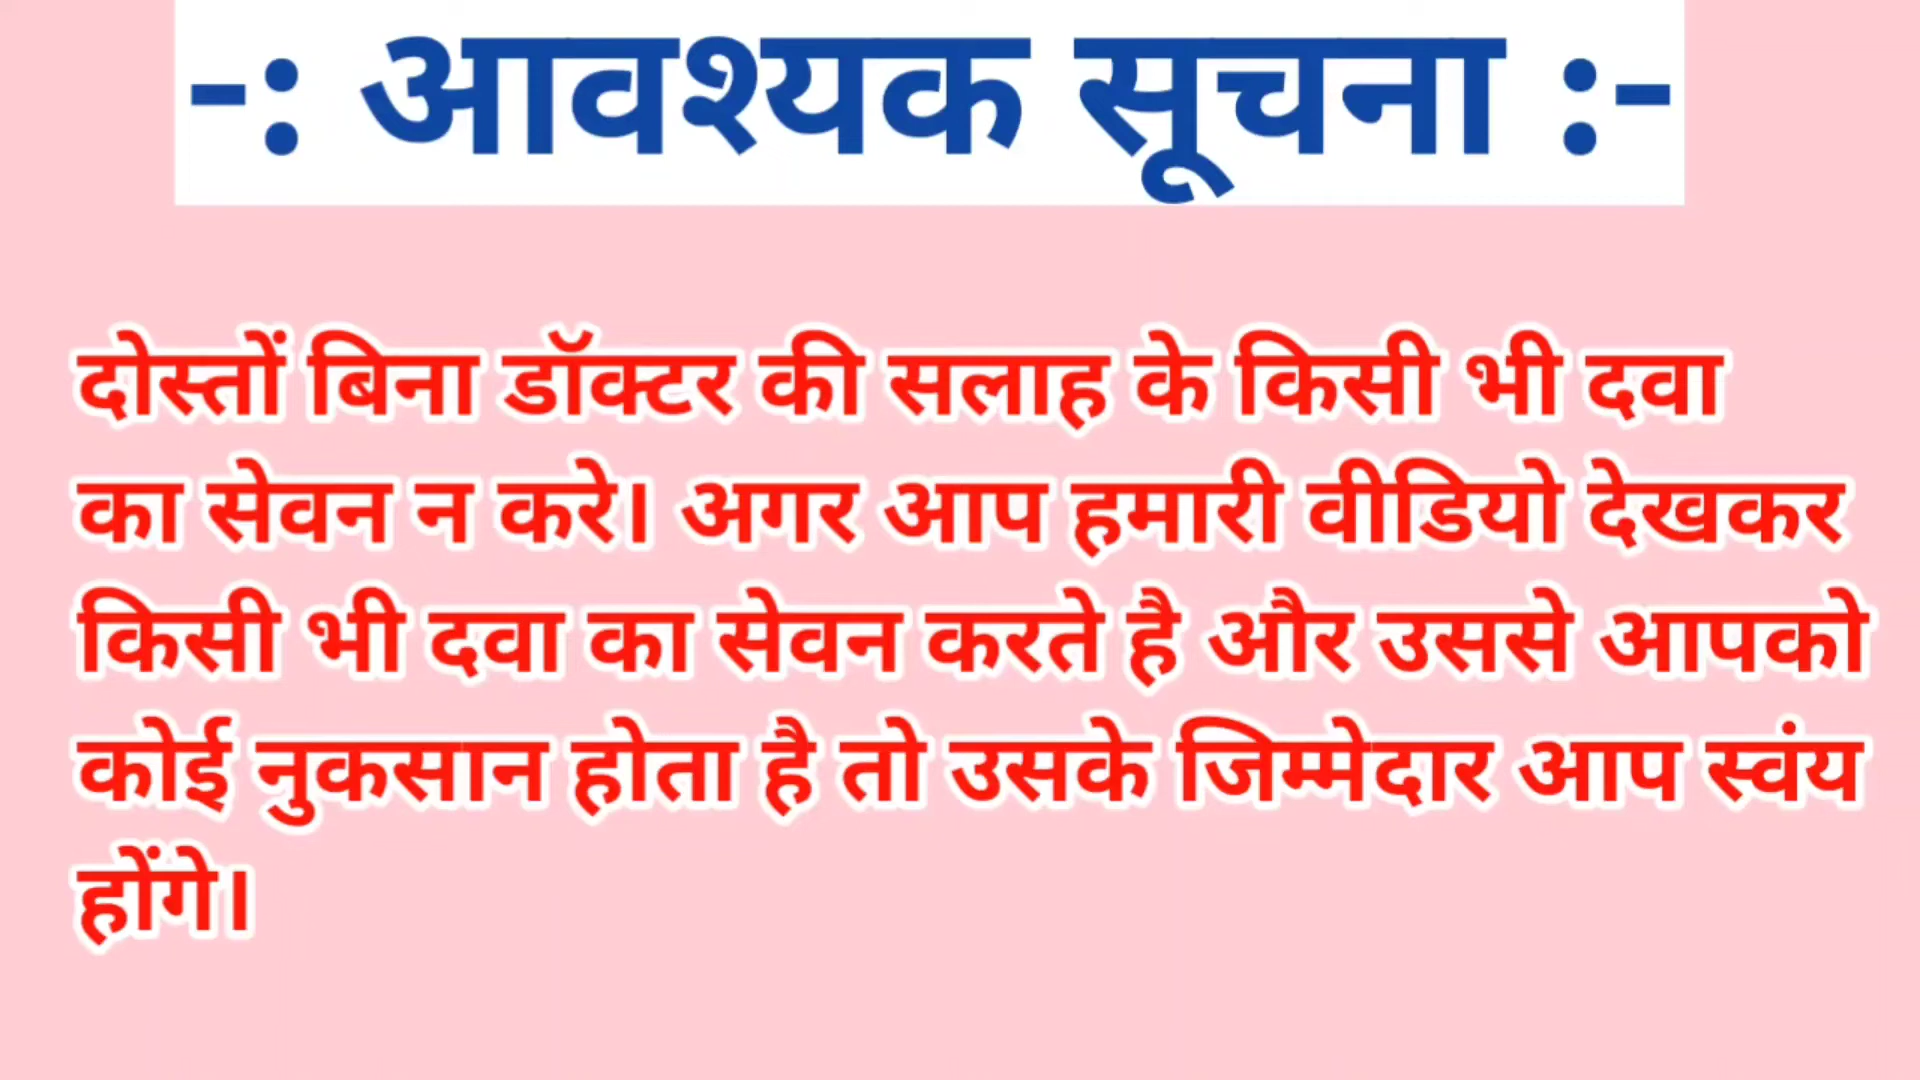 -: आवश्यक सूचना :-
दोस्तों बिना डॉक्टर की सलाह के किसी भी दवा
का सेवन न करे। अगर आप हमारी वीडियो देखकर
किसी भी दवा का सेवन करते है और उससे आपको
कोई नुकसान होता है तो उसके जिम्मेदार आप स्वंय
होंगे।